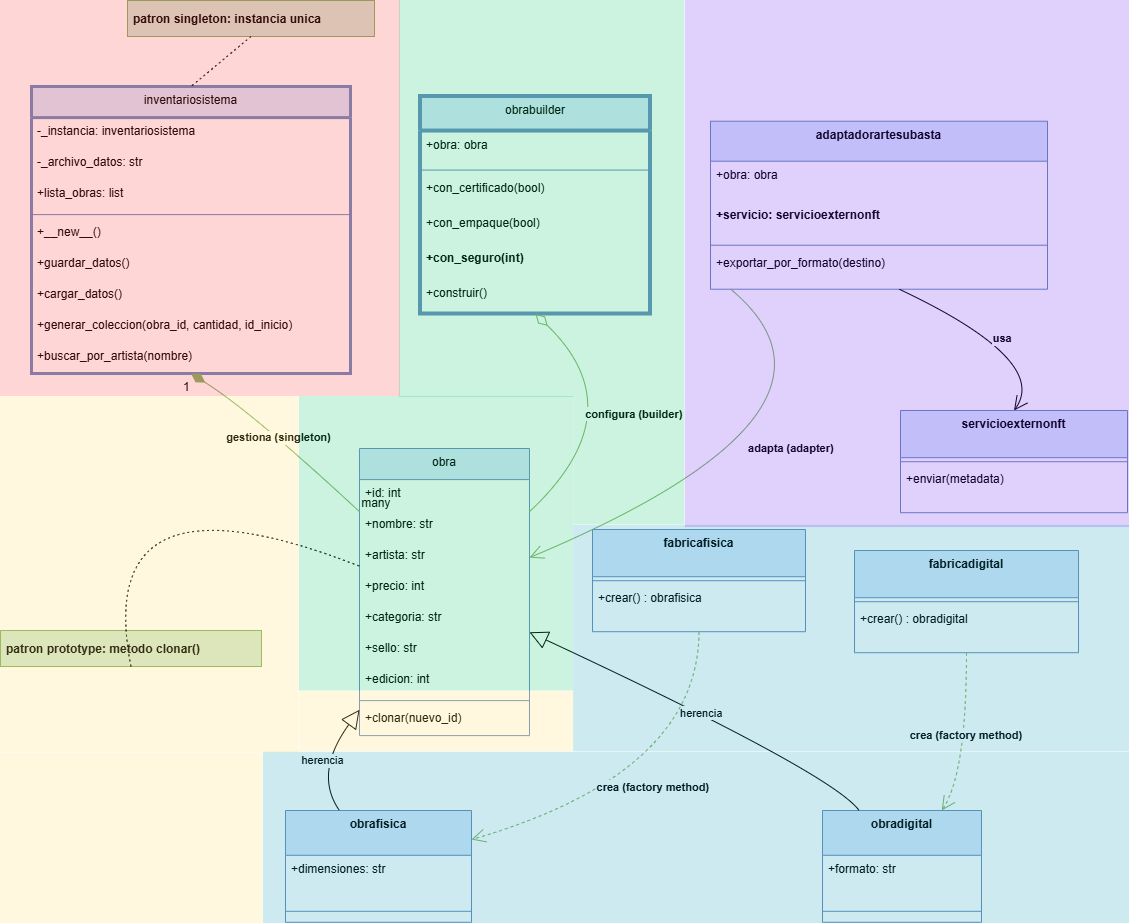 patron singleton: instancia unica
inventariosistema
-_instancia: inventariosistema
-_archivo_datos: str
+lista_obras: list
+__new__()
+guardar_datos()
+cargar_datos()
+generar_coleccion(obra_id, cantidad, id_inicio)
+buscar_por_artista(nombre)
1
gestiona (singleton)
obrabuilder
+obra: obra
+con_certificado(bool)
+con_empaque(bool)
+con_seguro(int)
+construir()
configura (builder)
adaptadorartesubasta
+obra: obra
+servicio: servicioexternonft
+exportar_por_formato(destino)
usa
adapta (adapter)
servicioexternonft
+enviar(metadata)
obra
+id: int
many
+nombre: str
+artista: str
+precio: int
+categoria: str
+sello: str
+edicion: int
+clonar(nuevo_id)
patron prototype: metodo clonar()
fabricafisica
+crear() : obrafisica
fabricadigital
+crear() : obradigital
herencia
herencia
crea (factory method)
crea (factory method)
obrafisica
+dimensiones: str
obradigital
+formato: str